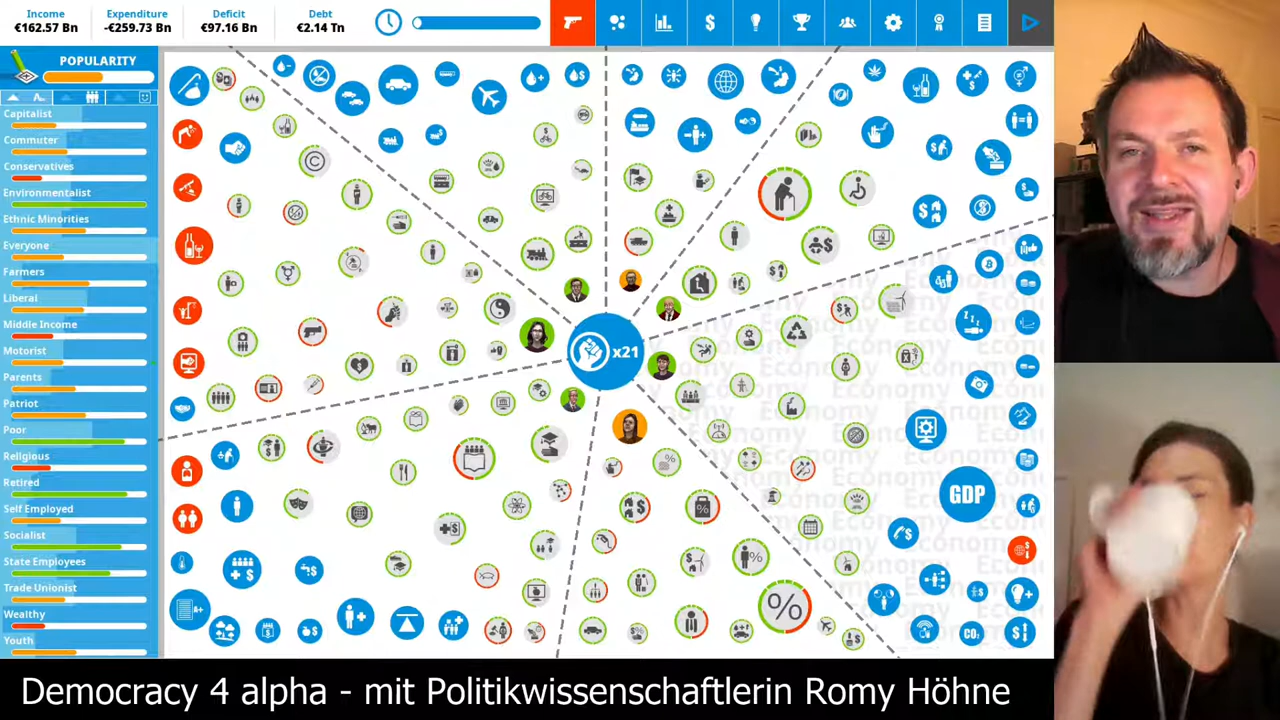 Income
Expenditure
Deficit
Debt
€162.57 Bn
-€259.73 Bn
€97.16 Bn
€2.14 Tn
POPULARITY
Capitalist
Commuter
Conservatives
Environmentalist
Ethnic Minorities
Everyone
Farmers
Liberal
Middle Income
Motorist
Parents
Patriot
Poor
Religious
Retired
Self Employed
Socialist
State Employees
Trade Unionist
Wealthy
Youth
x21
GDP
CO₂
%
Economy
Democracy 4 alpha - mit Politikwissenschaftlerin Romy Höhne